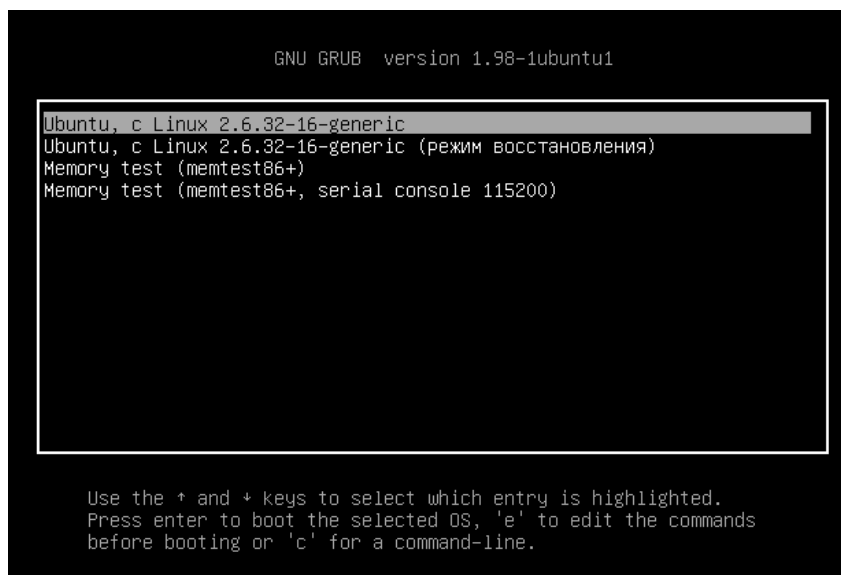 GNU GRUB  version 1.98-1ubuntu1
Ubuntu, с Linux 2.6.32-16-generic
Ubuntu, с Linux 2.6.32-16-generic (режим восстановления)
Memory test (memtest86+)
Memory test (memtest86+, serial console 115200)
Use the ↑ and ↓ keys to select which entry is highlighted.
Press enter to boot the selected OS, 'e' to edit the commands
before booting or 'c' for a command-line.